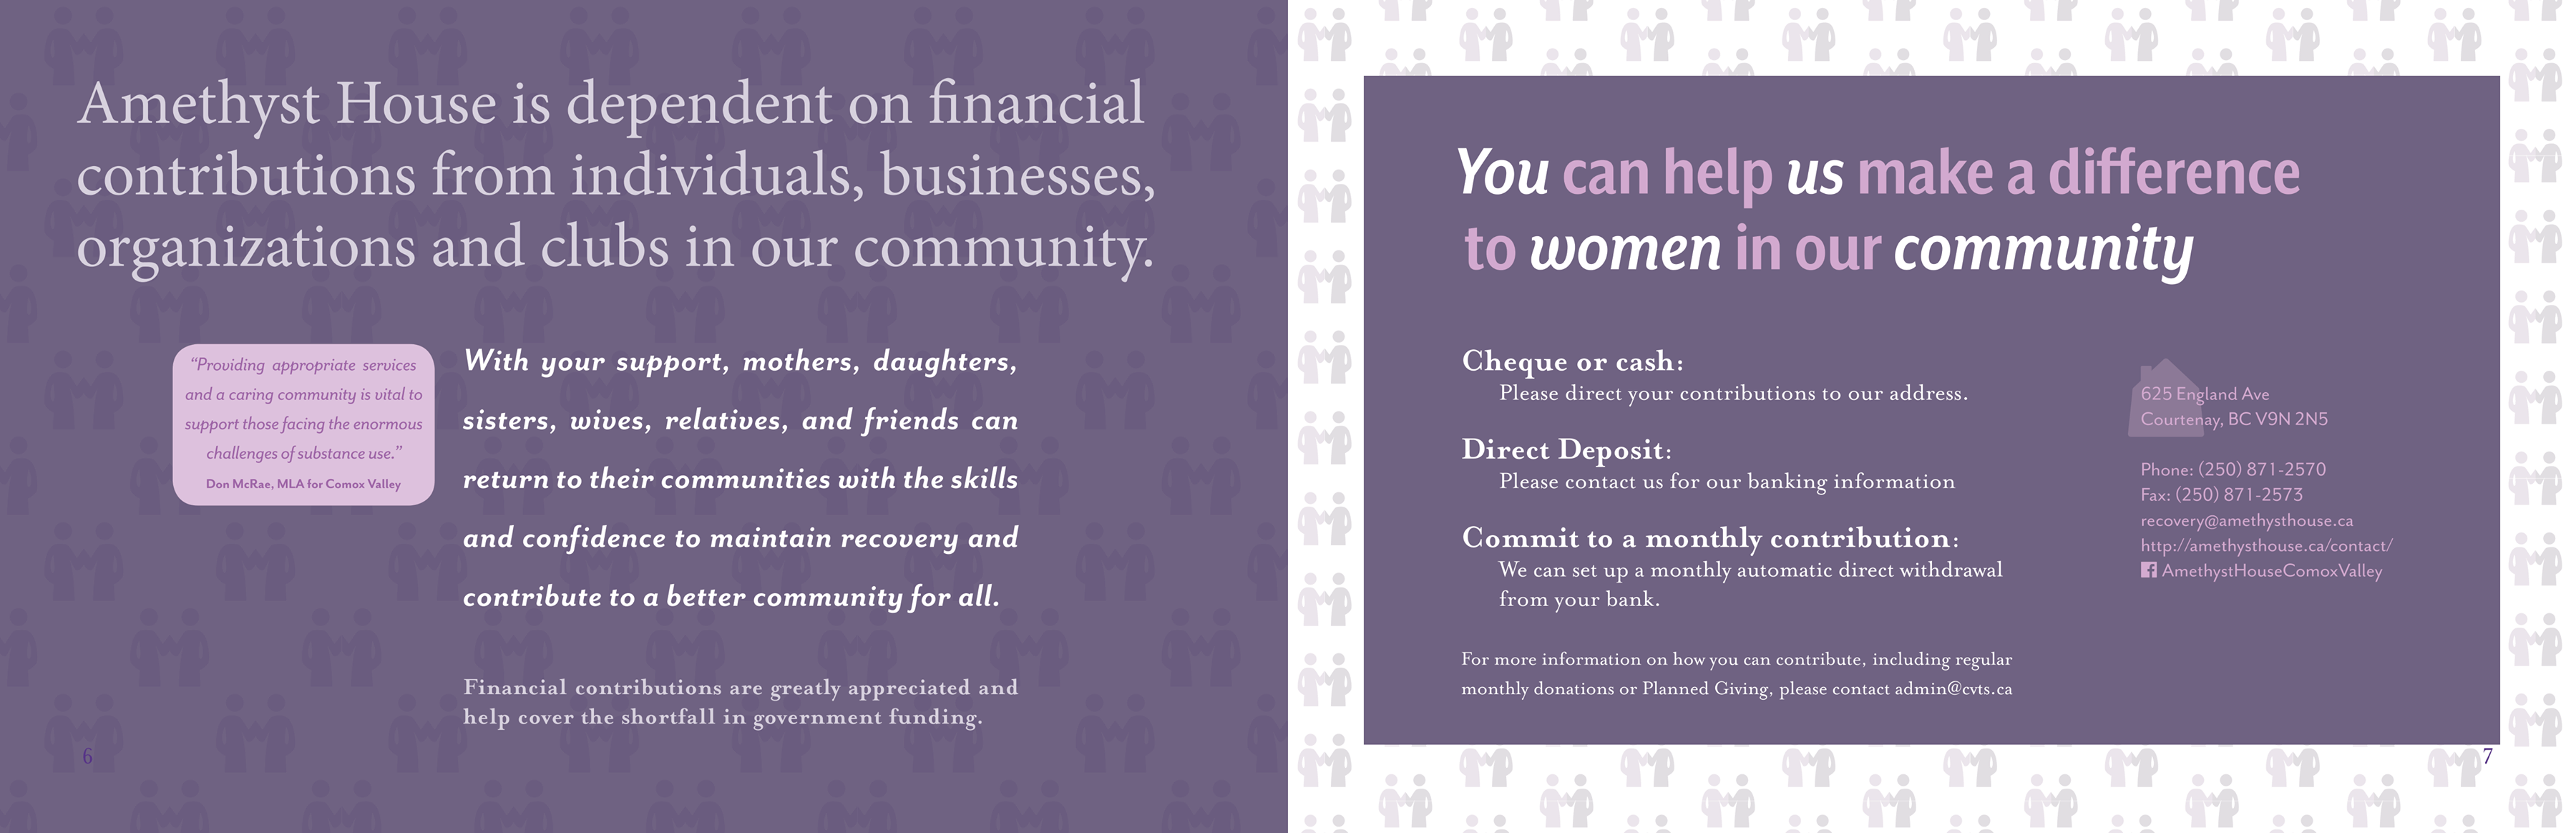 Amethyst House is dependent on financial
contributions from individuals, businesses,
organizations and clubs in our community.
“Providing appropriate services
and a caring community is vital to
support those facing the enormous
challenges of substance use.”
Don McRae, MLA for Comox Valley
With your support, mothers, daughters,
sisters, wives, relatives, and friends can
return to their communities with the skills
and confidence to maintain recovery and
contribute to a better community for all.
Financial contributions are greatly appreciated and
help cover the shortfall in government funding.
6
You can help us make a difference
to women in our community
Cheque or cash:
Please direct your contributions to our address.
Direct Deposit:
Please contact us for our banking information
Commit to a monthly contribution:
We can set up a monthly automatic direct withdrawal
from your bank.
For more information on how you can contribute, including regular
monthly donations or Planned Giving, please contact admin@cvts.ca
625 England Ave
Courtenay, BC V9N 2N5
Phone: (250) 871-2570
Fax: (250) 871-2573
recovery@amethysthouse.ca
http://amethysthouse.ca/contact/
AmethystHouseComoxValley
7